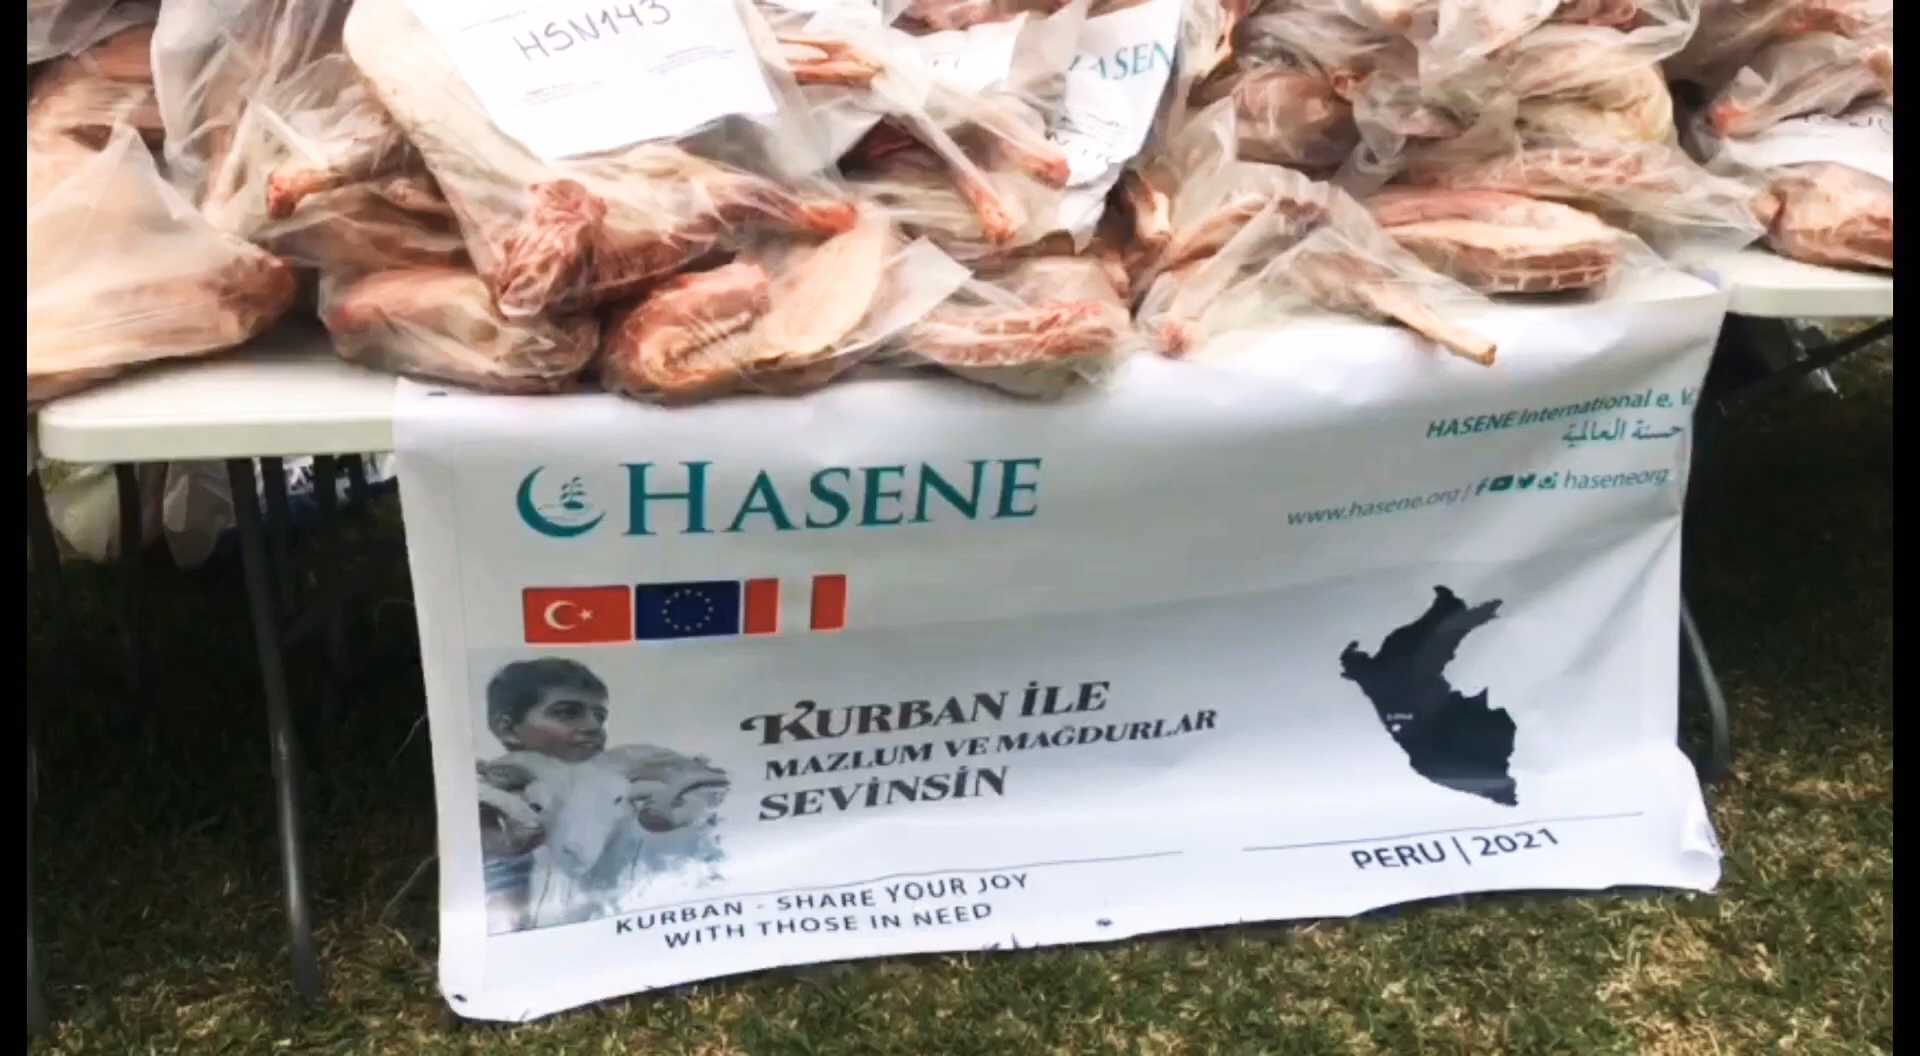 HSN143
HASEN
HASENE International e. V.
حسنة العالمية
HASENE
www.hasene.org | haseneorg
KURBAN İLE
MAZLUM VE MAĞDURLAR
SEVİNSİN
PERU | 2021
KURBAN - SHARE YOUR JOY
WITH THOSE IN NEED